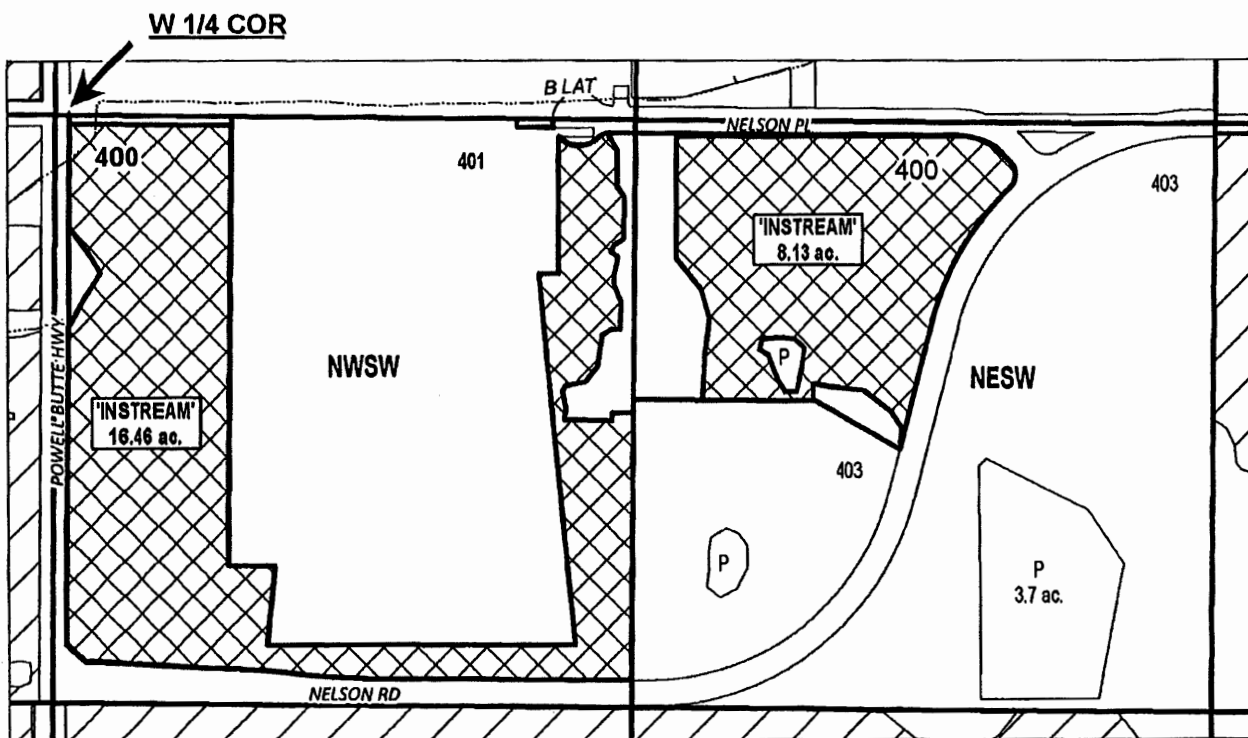 W 1/4 COR
B LAT
NELSON PL
400
401
400
403
'INSTREAM'
8.13 ac.
NWSW
NESW
P
'INSTREAM'
16.46 ac.
POWELL BUTTE HWY
403
P
P
3.7 ac.
NELSON RD